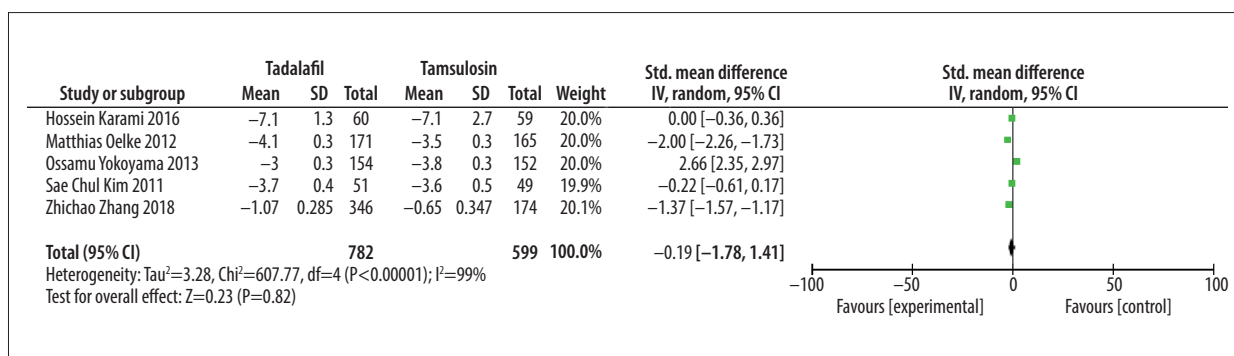 Tadalafil Tamsulosin Std. mean difference Std. mean difference
Study or subgroup Mean SD Total Mean SD Total Weight IV, random, 95% CI IV, random, 95% CI
Hossein Karami 2016 −7.1 1.3 60 −7.1 2.7 59 20.0% 0.00 [−0.36, 0.36]
Matthias Oelke 2012 −4.1 0.3 171 −3.5 0.3 165 20.0% −2.00 [−2.26, −1.73]
Ossamu Yokoyama 2013 −3 0.3 154 −3.8 0.3 152 20.0% 2.66 [2.35, 2.97]
Sae Chul Kim 2011 −3.7 0.4 51 −3.6 0.5 49 19.9% −0.22 [−0.61, 0.17]
Zhichao Zhang 2018 −1.07 0.285 346 −0.65 0.347 174 20.1% −1.37 [−1.57, −1.17]
Total (95% CI) 782 599 100.0% −0.19 [−1.78, 1.41]
Heterogeneity: Tau²=3.28, Chi²=607.77, df=4 (P<0.00001); I²=99%
Test for overall effect: Z=0.23 (P=0.82)
−100 −50 0 50 100
Favours [experimental] Favours [control]